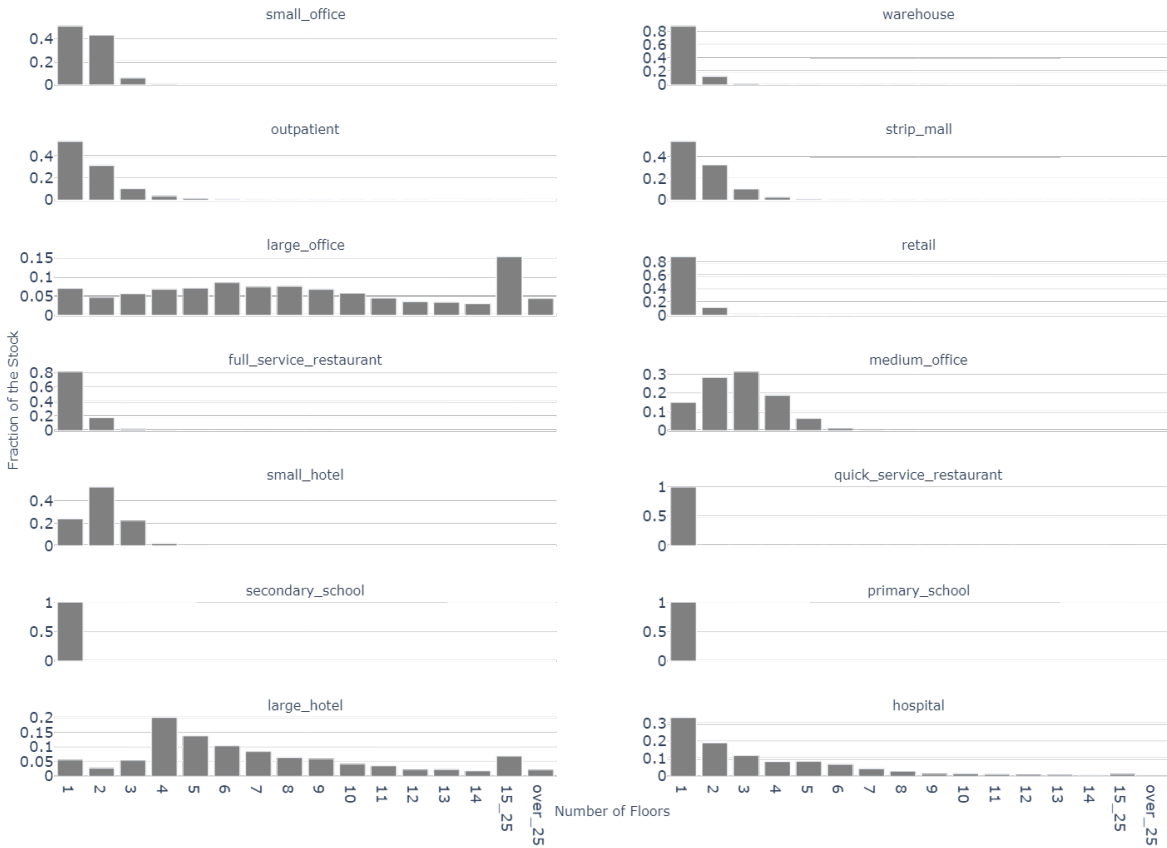 small_office
0.4
0.2
0
warehouse
0.8
0.6
0.4
0.2
0
outpatient
0.4
0.2
0
strip_mall
0.4
0.2
0
large_office
0.15
0.1
0.05
0
retail
0.8
0.6
0.4
0.2
0
full_service_restaurant
0.8
0.6
0.4
0.2
0
medium_office
0.3
0.2
0.1
0
small_hotel
0.4
0.2
0
quick_service_restaurant
1
0.5
0
secondary_school
1
0.5
0
primary_school
1
0.5
0
large_hotel
0.2
0.15
0.1
0.05
0
hospital
0.3
0.2
0.1
0
1 2 3 4 5 6 7 8 9 10 11 12 13 14 15_25 over_25
1 2 3 4 5 6 7 8 9 10 11 12 13 14 15_25 over_25
Number of Floors
Fraction of the Stock